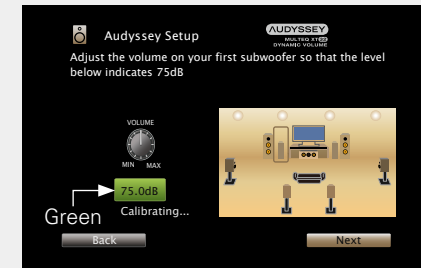 Audyssey Setup
AUDYSSEY
MULTEQ XT32
DYNAMIC VOLUME
Adjust the volume on your first subwoofer so that the level
below indicates 75dB
VOLUME
MIN MAX
75.0dB
Green
Calibrating...
Back
Next